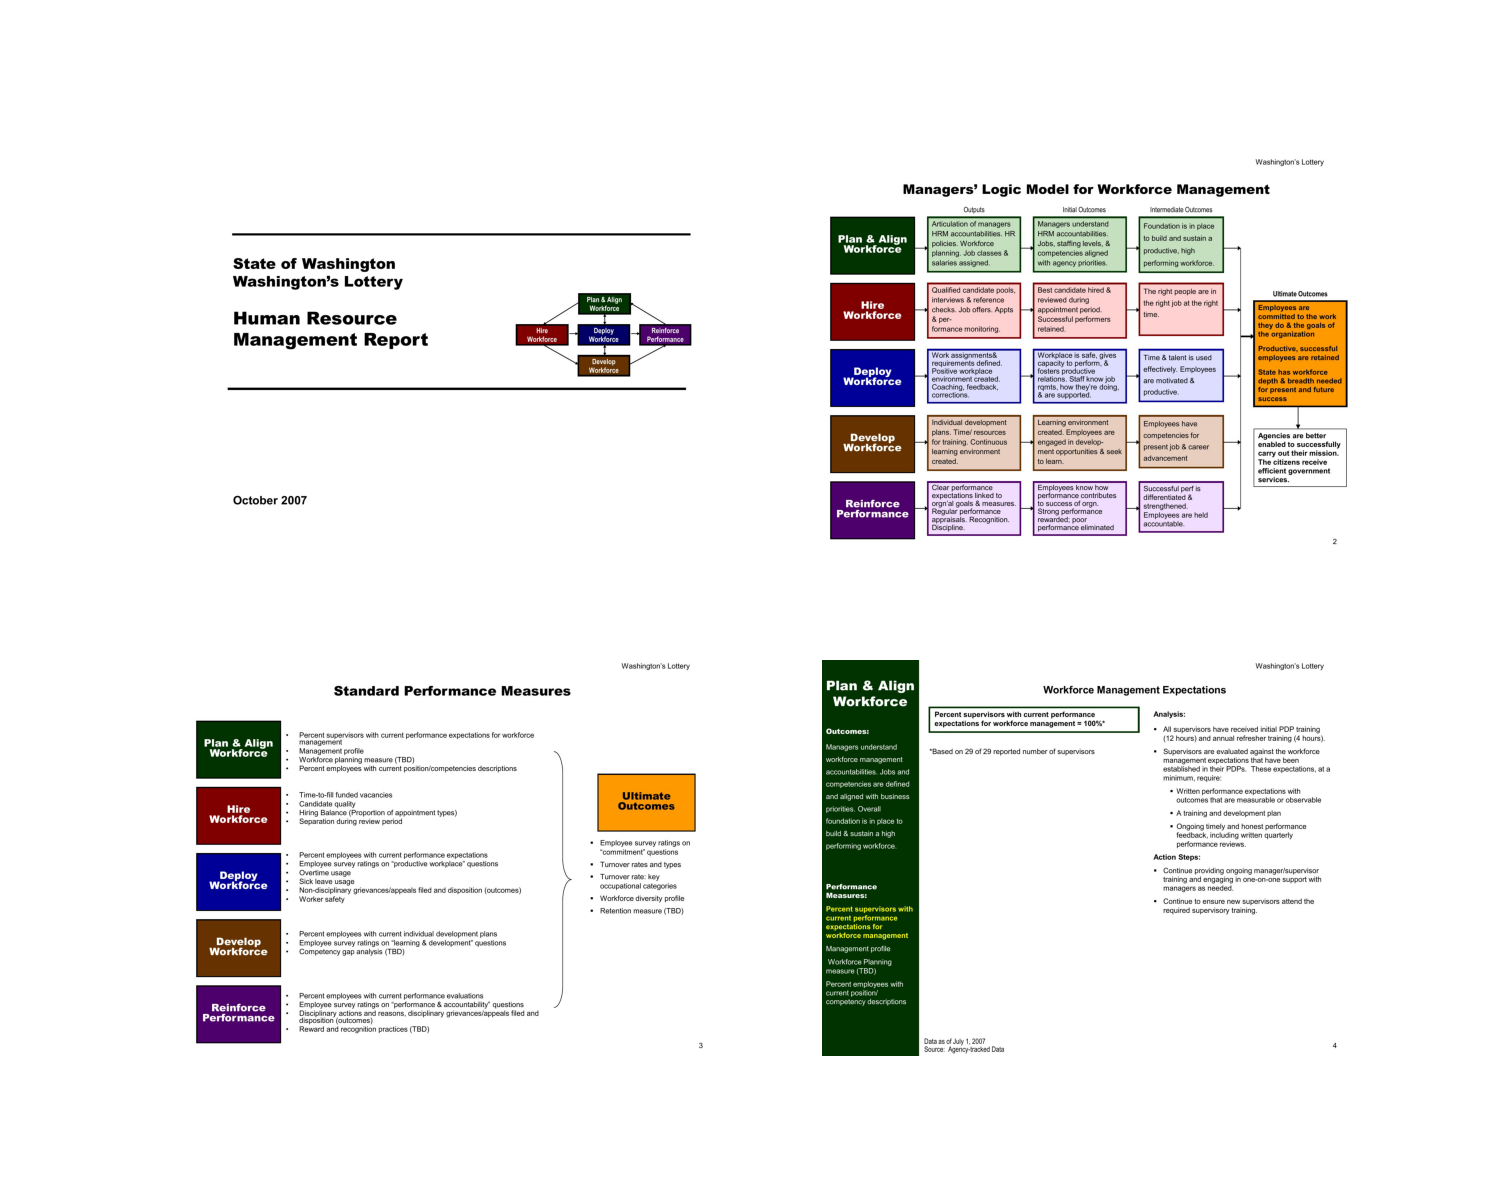 State of Washington
Washington's Lottery
Human Resource
Management Report
Plan & Align
Workforce
Hire
Workforce
Deploy
Workforce
Reinforce
Performance
Develop
Workforce
October 2007
Washington's Lottery
Managers' Logic Model for Workforce Management
Outputs
Initial Outcomes
Intermediate Outcomes
Plan & Align
Workforce
Articulation of managers
HRM accountabilities. HR
policies. Workforce
planning. Job classes &
salaries assigned.
Managers understand
HRM accountabilities.
Jobs, staffing levels, &
competencies aligned
with agency priorities.
Foundation is in place
to build and sustain a
productive, high
performing workforce.
Hire
Workforce
Qualified candidate pools,
interviews & reference
checks. Job offers. Appts
& per-
formance monitoring.
Best candidate hired &
reviewed during
appointment period.
Successful performers
retained.
The right people are in
the right job at the right
time.
Deploy
Workforce
Work assignments&
requirements defined.
Positive workplace
environment created.
Coaching, feedback,
corrections.
Workplace is safe, gives
capacity to perform, &
fosters productive
relations. Staff know job
rqmts, how they're doing,
& are supported.
Time & talent is used
effectively. Employees
are motivated &
productive.
Develop
Workforce
Individual development
plans. Time/ resources
for training. Continuous
learning environment
created.
Learning environment
created. Employees are
engaged in develop-
ment opportunities & seek
to learn.
Employees have
competencies for
present job & career
advancement
Reinforce
Performance
Clear performance
expectations linked to
orgn'al goals & measures.
Regular performance
appraisals. Recognition.
Discipline.
Employees know how
performance contributes
to success of orgn.
Strong performance
rewarded; poor
performance eliminated
Successful perf is
differentiated &
strengthened.
Employees are held
accountable.
Ultimate Outcomes
Employees are
committed to the work
they do & the goals of
the organization
Productive, successful
employees are retained
State has workforce
depth & breadth needed
for present and future
success
Agencies are better
enabled to successfully
carry out their mission.
The citizens receive
efficient government
services.
2
Washington's Lottery
Standard Performance Measures
Plan & Align
Workforce
• Percent supervisors with current performance expectations for workforce
management
• Management profile
• Workforce planning measure (TBD)
• Percent employees with current position/competencies descriptions
Hire
Workforce
• Time-to-fill funded vacancies
• Candidate quality
• Hiring Balance (Proportion of appointment types)
• Separation during review period
Deploy
Workforce
• Percent employees with current performance expectations
• Employee survey ratings on "productive workplace" questions
• Overtime usage
• Sick leave usage
• Non-disciplinary grievances/appeals filed and disposition (outcomes)
• Worker safety
Develop
Workforce
• Percent employees with current individual development plans
• Employee survey ratings on "learning & development" questions
• Competency gap analysis (TBD)
Reinforce
Performance
• Percent employees with current performance evaluations
• Employee survey ratings on "performance & accountability" questions
• Disciplinary actions and reasons, disciplinary grievances/appeals filed and
disposition (outcomes)
• Reward and recognition practices (TBD)
Ultimate
Outcomes
▪ Employee survey ratings on
"commitment" questions
▪ Turnover rates and types
▪ Turnover rate: key
occupational categories
▪ Workforce diversity profile
▪ Retention measure (TBD)
3
Washington's Lottery
Plan & Align
Workforce
Outcomes:
Managers understand
workforce management
accountabilities. Jobs and
competencies are defined
and aligned with business
priorities. Overall
foundation is in place to
build & sustain a high
performing workforce.
Performance
Measures:
Percent supervisors with
current performance
expectations for
workforce management
Management profile
Workforce Planning
measure (TBD)
Percent employees with
current position/
competency descriptions
Workforce Management Expectations
Percent supervisors with current performance
expectations for workforce management = 100%*
*Based on 29 of 29 reported number of supervisors
Analysis:
▪ All supervisors have received initial PDP training
(12 hours) and annual refresher training (4 hours).
▪ Supervisors are evaluated against the workforce
management expectations that have been
established in their PDPs. These expectations, at a
minimum, require:
▪ Written performance expectations with
outcomes that are measurable or observable
▪ A training and development plan
▪ Ongoing timely and honest performance
feedback, including written quarterly
performance reviews.
Action Steps:
▪ Continue providing ongoing manager/supervisor
training and engaging in one-on-one support with
managers as needed.
▪ Continue to ensure new supervisors attend the
required supervisory training.
Data as of July 1, 2007
Source: Agency-tracked Data
4